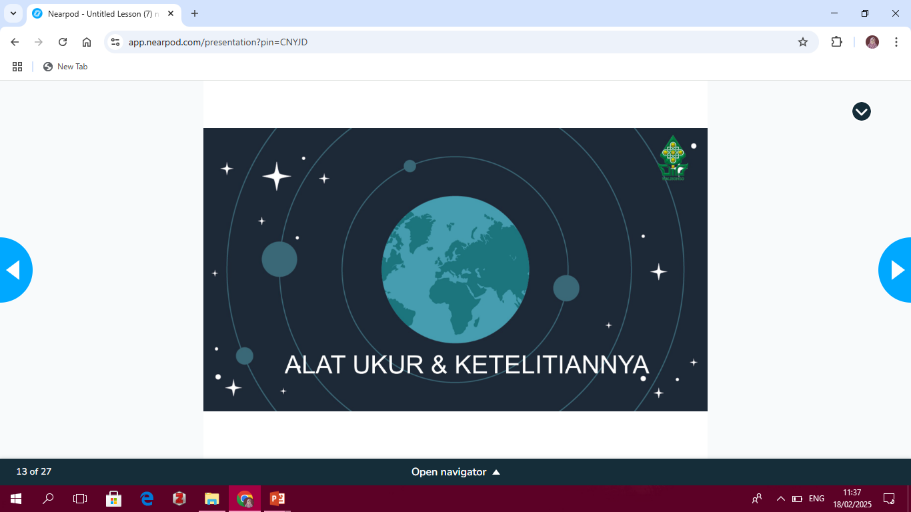 Nearpod - Untitled Lesson (7) n
app.nearpod.com/presentation?pin=CNYJD
New Tab
ALAT UKUR & KETELITIANNYA
13 of 27
Open navigator
ENG
11:37
18/02/2025